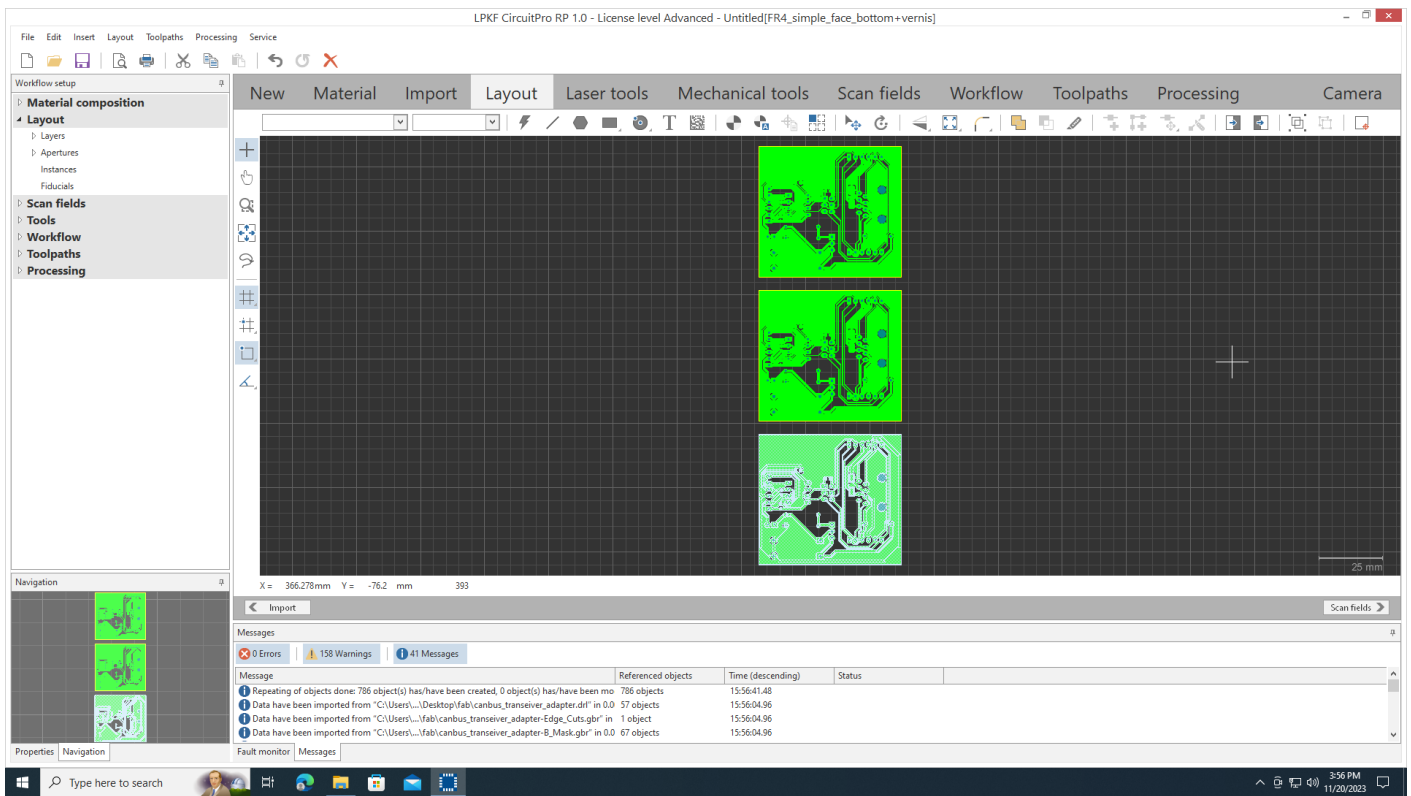 LPKF CircuitPro RP 1.0 - License level Advanced - Untitled[FR4_simple_face_bottom+vernis]
File Edit Insert Layout Toolpaths Processing Service
Workflow setup
Material composition
Layout
Layers
Apertures
Instances
Fiducials
Scan fields
Tools
Workflow
Toolpaths
Processing
New Material Import Layout Laser tools Mechanical tools Scan fields Workflow Toolpaths Processing Camera
25 mm
X = 366.278mm Y = -76.2 mm 393
Import
Scan fields
Navigation
Properties Navigation
Messages
0 Errors 158 Warnings 41 Messages
Message Referenced objects Time (descending) Status
Repeating of objects done: 786 object(s) has/have been created, 0 object(s) has/have been mo 786 objects 15:56:41.48
Data have been imported from "C:\Users\...\Desktop\fab\canbus_transeiver_adapter.drl" in 0.0 57 objects 15:56:04.96
Data have been imported from "C:\Users\...\fab\canbus_transeiver_adapter-Edge_Cuts.gbr" in 1 object 15:56:04.96
Data have been imported from "C:\Users\...\fab\canbus_transeiver_adapter-B_Mask.gbr" in 0.0 67 objects 15:56:04.96
Fault monitor Messages
Type here to search
3:56 PM
11/20/2023